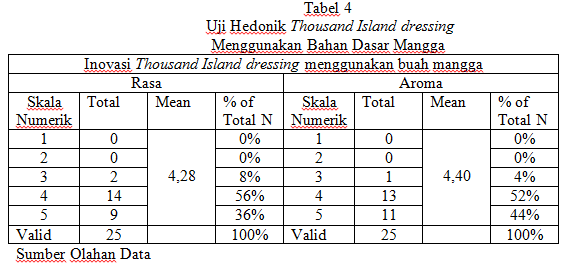 Tabel 4
Uji Hedonik Thousand Island dressing
Menggunakan Bahan Dasar Mangga
Inovasi Thousand Island dressing menggunakan buah mangga
Rasa Aroma
Skala Numerik Total Mean % of Total N Skala Numerik Total Mean % of Total N
1 0 0% 1 0 0%
2 0 0% 2 0 0%
3 2 4,28 8% 3 1 4,40 4%
4 14 56% 4 13 52%
5 9 36% 5 11 44%
Valid 25 100% Valid 25 100%
Sumber Olahan Data